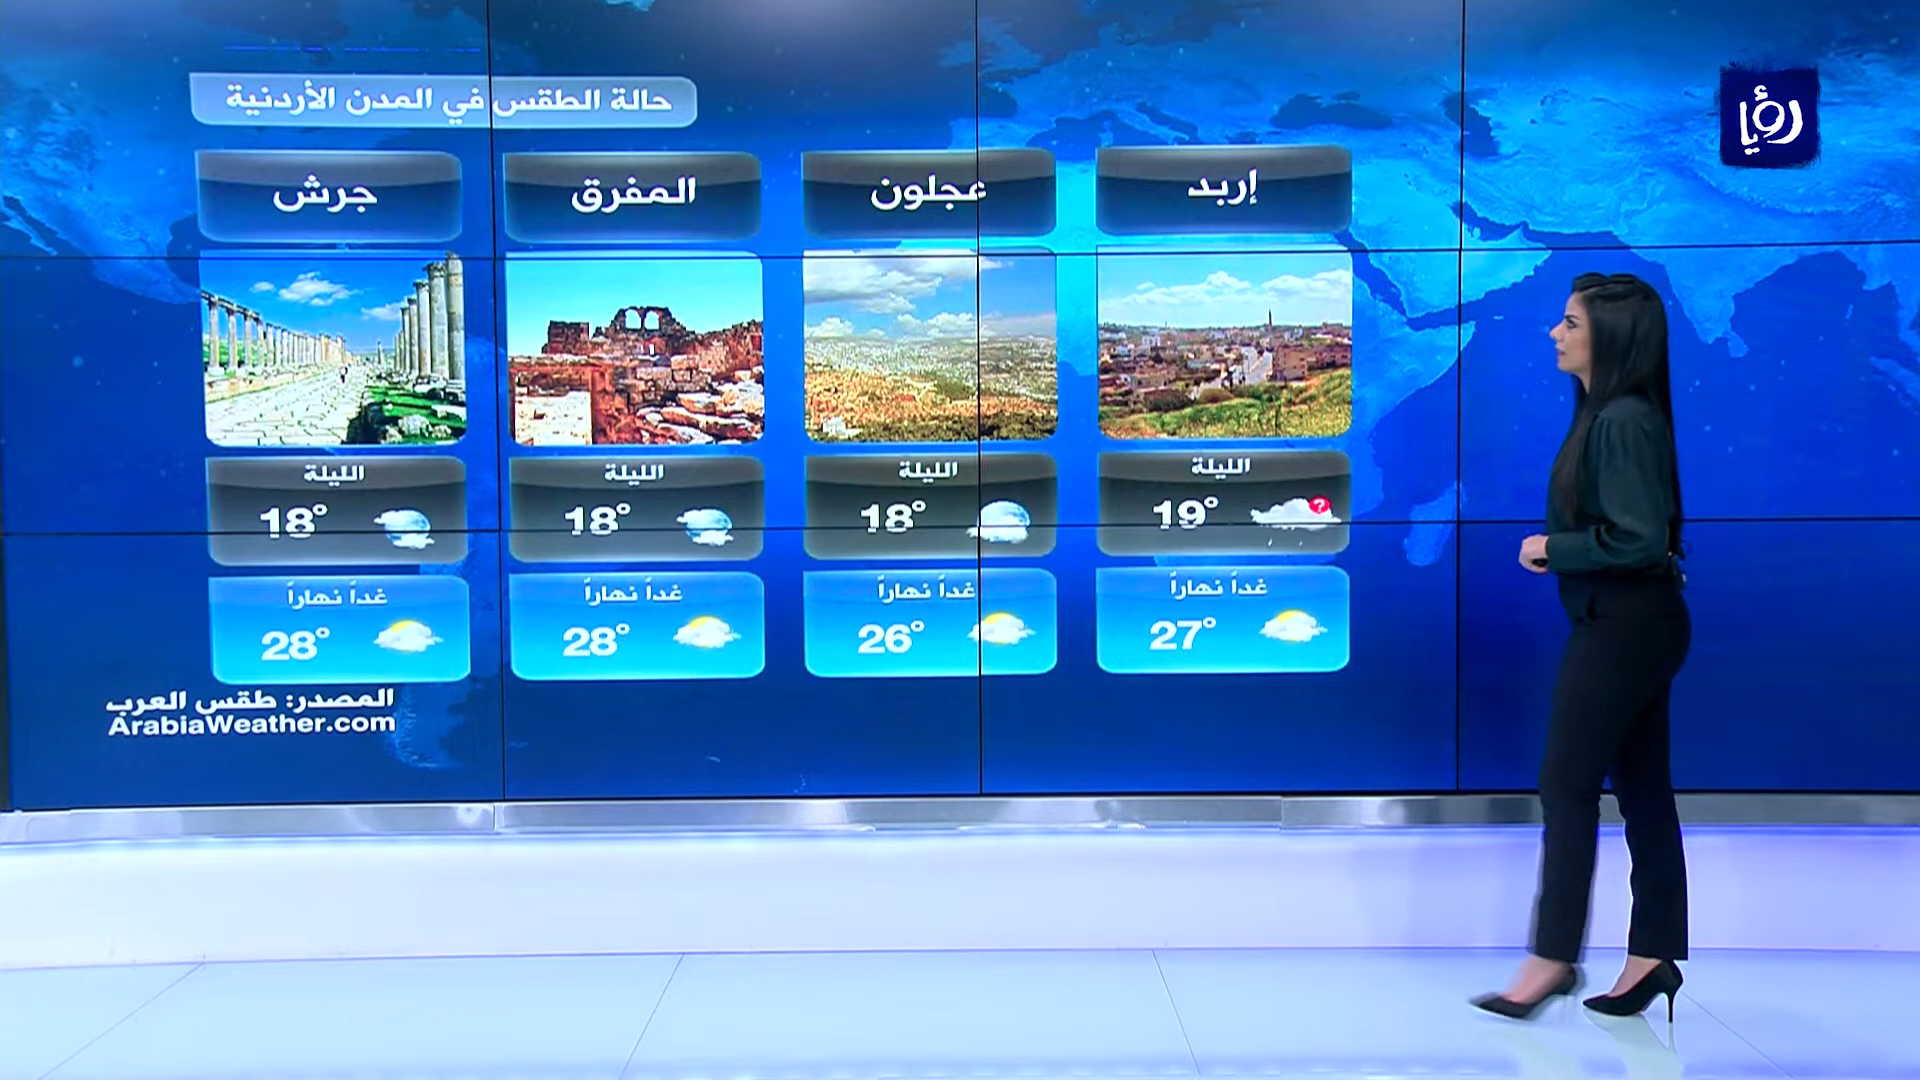 رؤيا
حالة الطقس في المدن الأردنية
إربد
عجلون
المفرق
جرش
الليلة
19°
?
الليلة
18°
الليلة
18°
الليلة
18°
غداً نهاراً
27°
غداً نهاراً
26°
غداً نهاراً
28°
غداً نهاراً
28°
المصدر: طقس العرب
ArabiaWeather.com